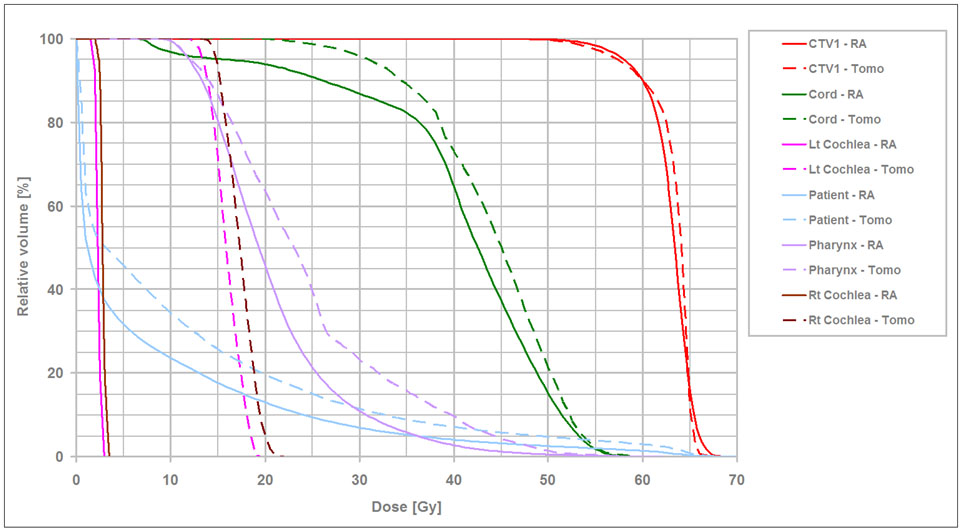 100
80
60
40
20
0
Relative volume [%]
0
10
20
30
40
50
60
70
Dose [Gy]
CTV1 - RA
CTV1 - Tomo
Cord - RA
Cord - Tomo
Lt Cochlea - RA
Lt Cochlea - Tomo
Patient - RA
Patient - Tomo
Pharynx - RA
Pharynx - Tomo
Rt Cochlea - RA
Rt Cochlea - Tomo